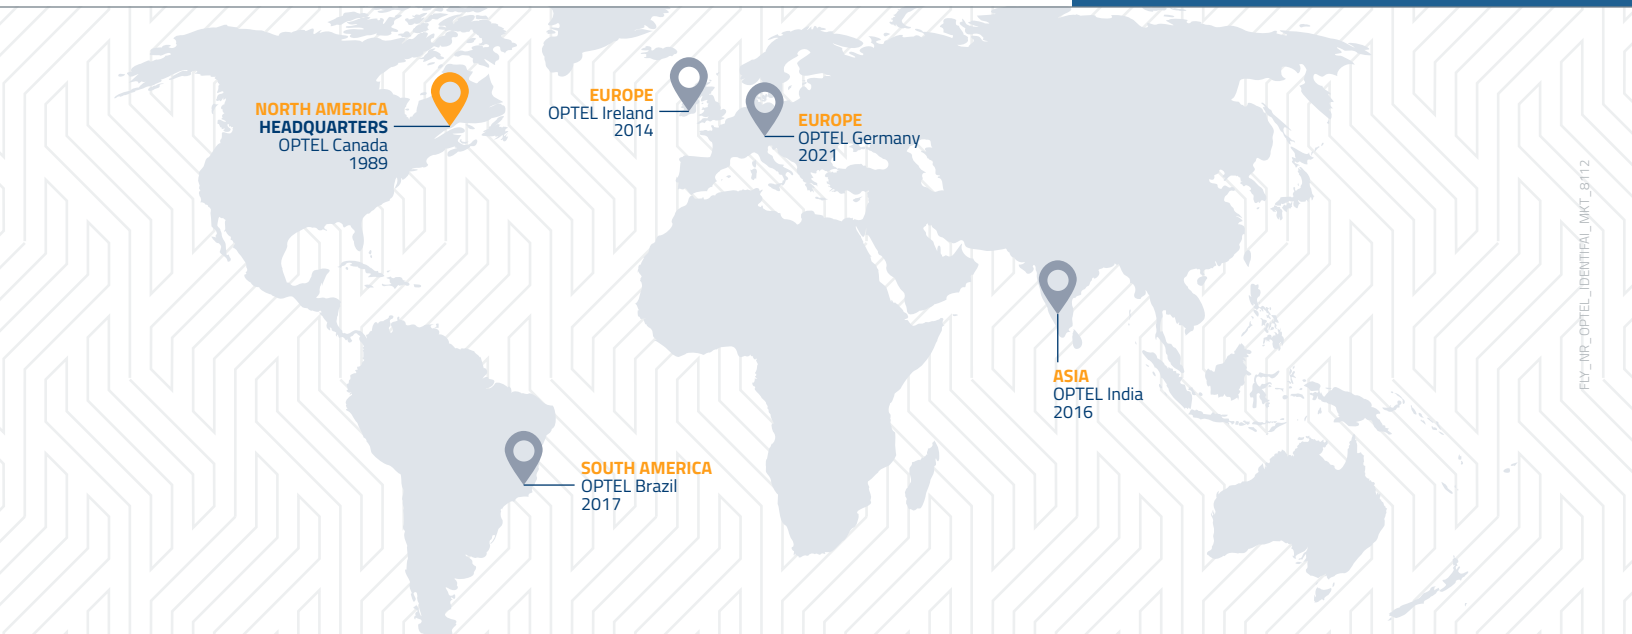 NORTH AMERICA
HEADQUARTERS
OPTEL Canada
1989
EUROPE
OPTEL Ireland
2014
EUROPE
OPTEL Germany
2021
ASIA
OPTEL India
2016
SOUTH AMERICA
OPTEL Brazil
2017
FLY_NR_OPTEL_IDENTIFAI_MKT_B112